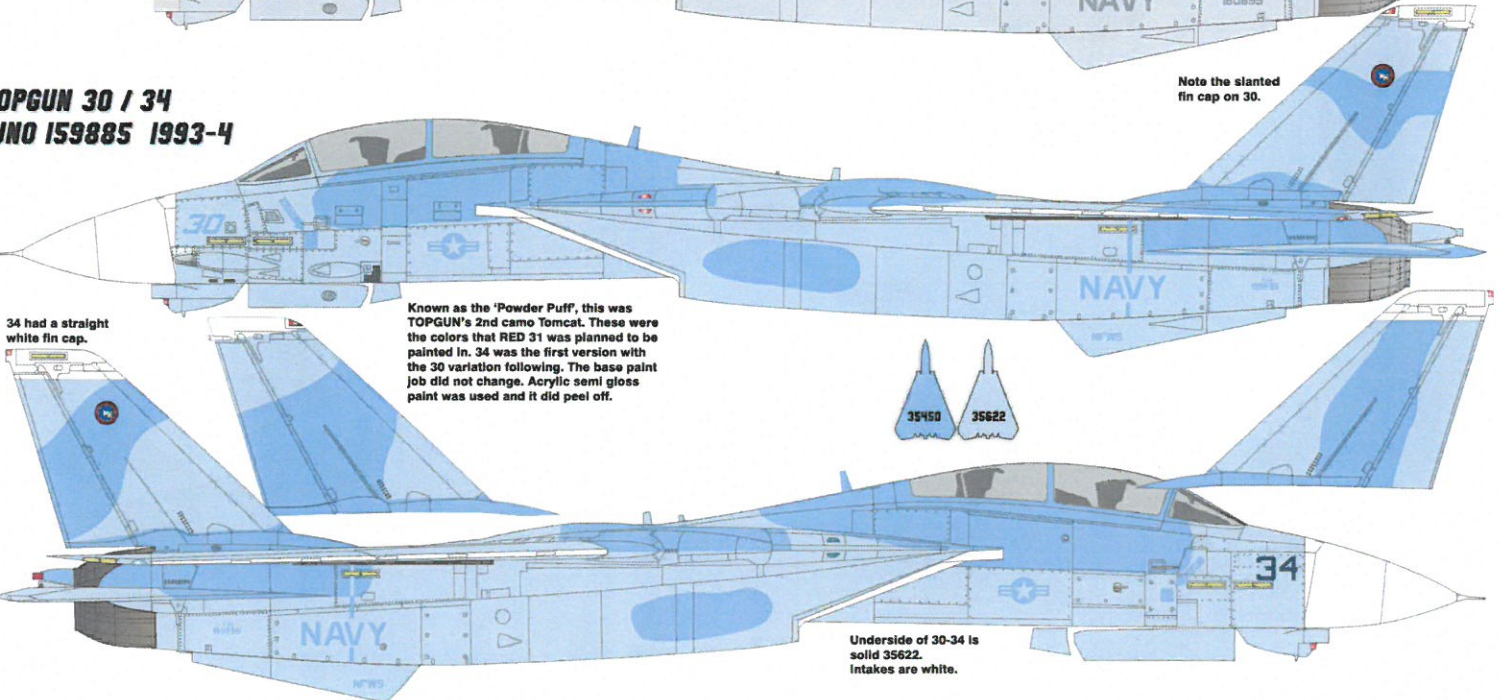 NAVY
Note the slanted
fin cap on 30.
OPGUN 30 / 34
UNO 159885 1993-4
30
NAVY
NFWS
34 had a straight
white fin cap.
Known as the ‘Powder Puff’, this was
TOPGUN’s 2nd camo Tomcat. These were
the colors that RED 31 was planned to be
painted in. 34 was the first version with
the 30 variation following. The base paint
job did not change. Acrylic semi gloss
paint was used and it did peel off.
35450
35622
34
NAVY
NFWS
Underside of 30-34 is
solid 35622.
Intakes are white.